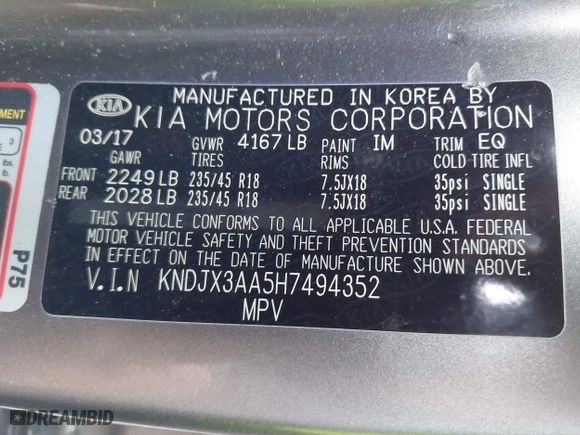 MANUFACTURED IN KOREA BY
KIA KIA MOTORS CORPORATION
03/17 GVWR 4167 LB PAINT IM TRIM EQ
GAWR TIRES RIMS COLD TIRE INFL
FRONT 2249 LB 235/45 R18 7.5JX18 35psi SINGLE
REAR 2028 LB 235/45 R18 7.5JX18 35psi SINGLE
THIS VEHICLE CONFORMS TO ALL APPLICABLE U.S.A. FEDERAL
MOTOR VEHICLE SAFETY AND THEFT PREVENTION STANDARDS
IN EFFECT ON THE DATE OF MANUFACTURE SHOWN ABOVE.
V.I.N KNDJX3AA5H7494352
MPV
3
lbs.
lb.
P75
DREAMBID